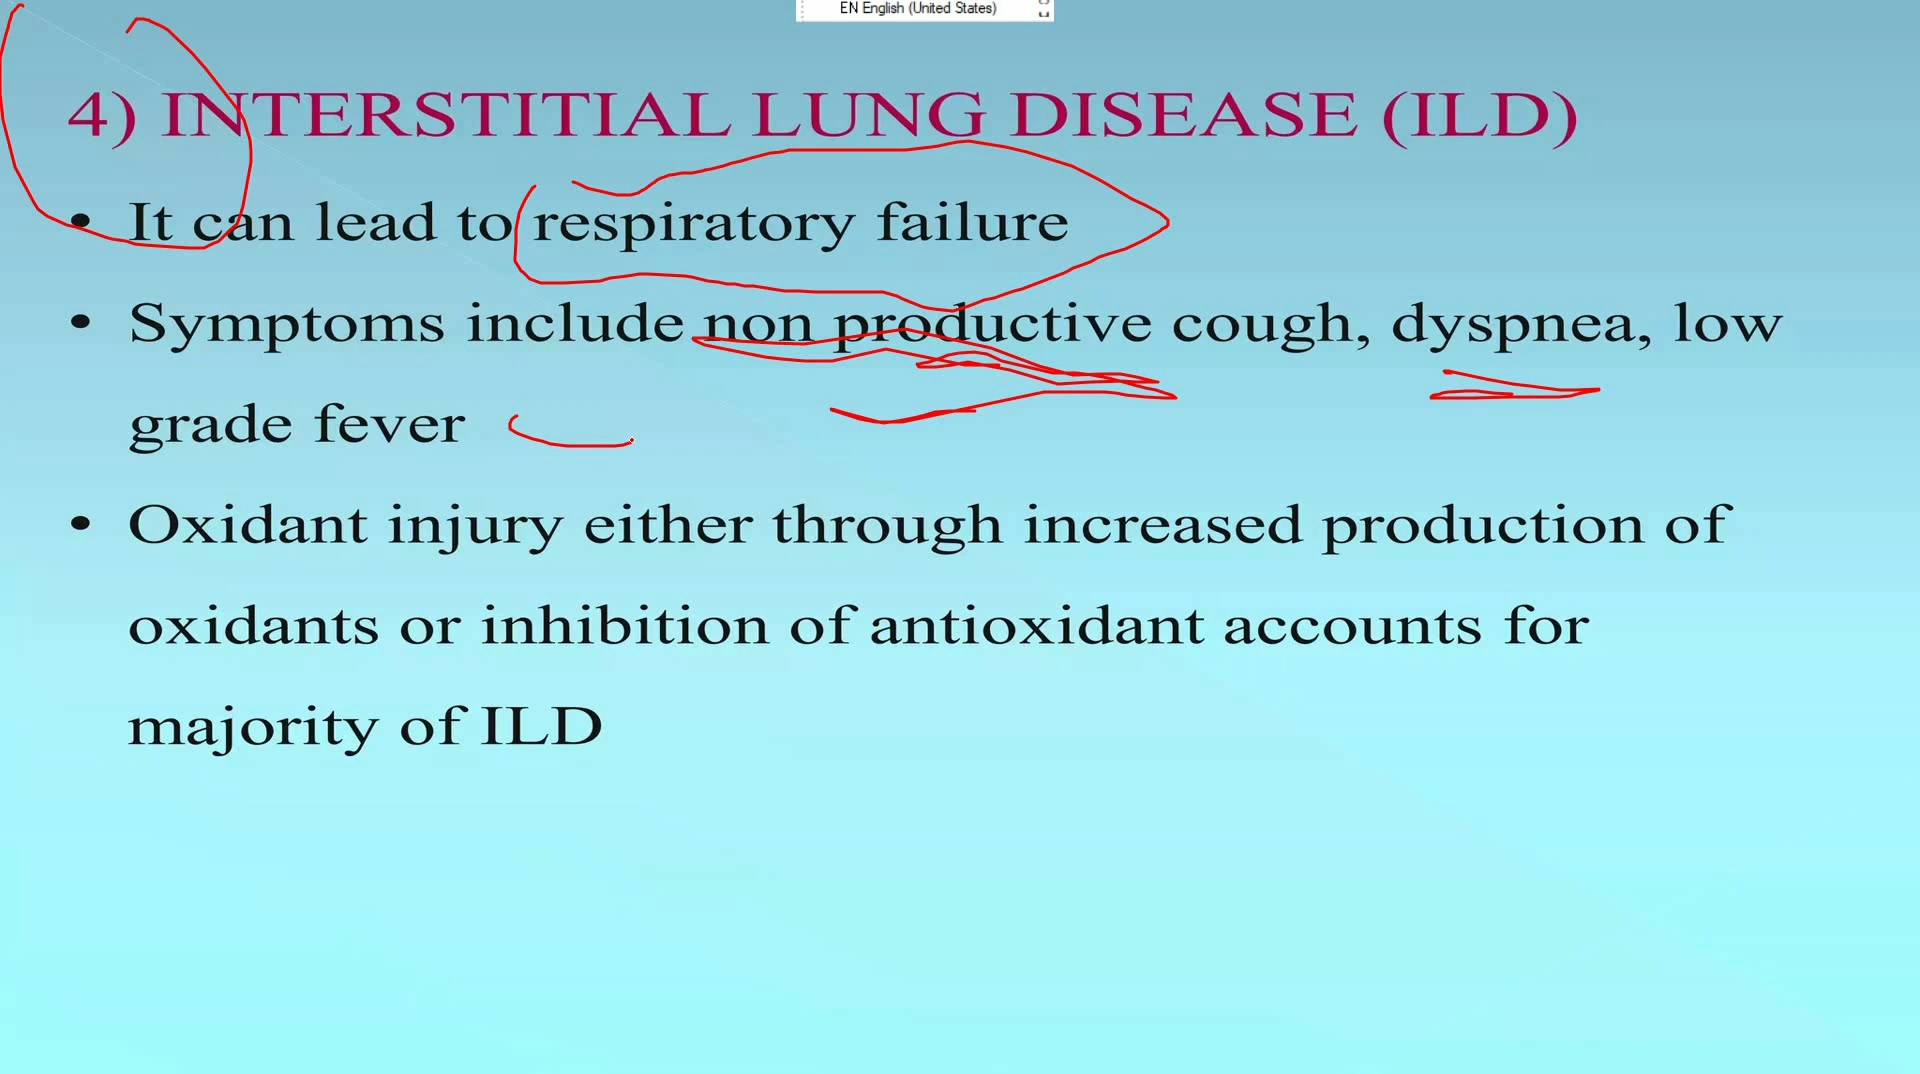 EN English (United States)
4) INTERSTITIAL LUNG DISEASE (ILD)
• It can lead to respiratory failure
• Symptoms include non productive cough, dyspnea, low
grade fever
• Oxidant injury either through increased production of
oxidants or inhibition of antioxidant accounts for
majority of ILD